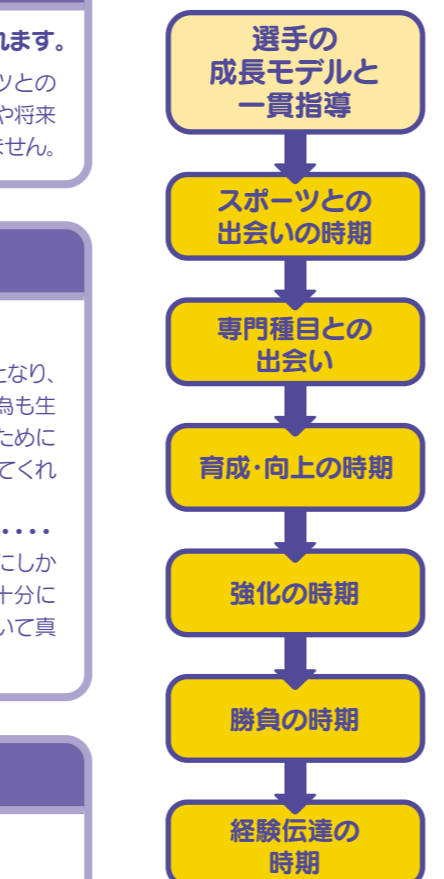 れます。
ツとの
や将来
ません。
となり、
為も生
ために
てくれ
・・・・
にしか
十分に
いて真
選手の
成長モデルと
一貫指導
スポーツとの
出会いの時期
専門種目との
出会い
育成・向上の時期
強化の時期
勝負の時期
経験伝達の
時期